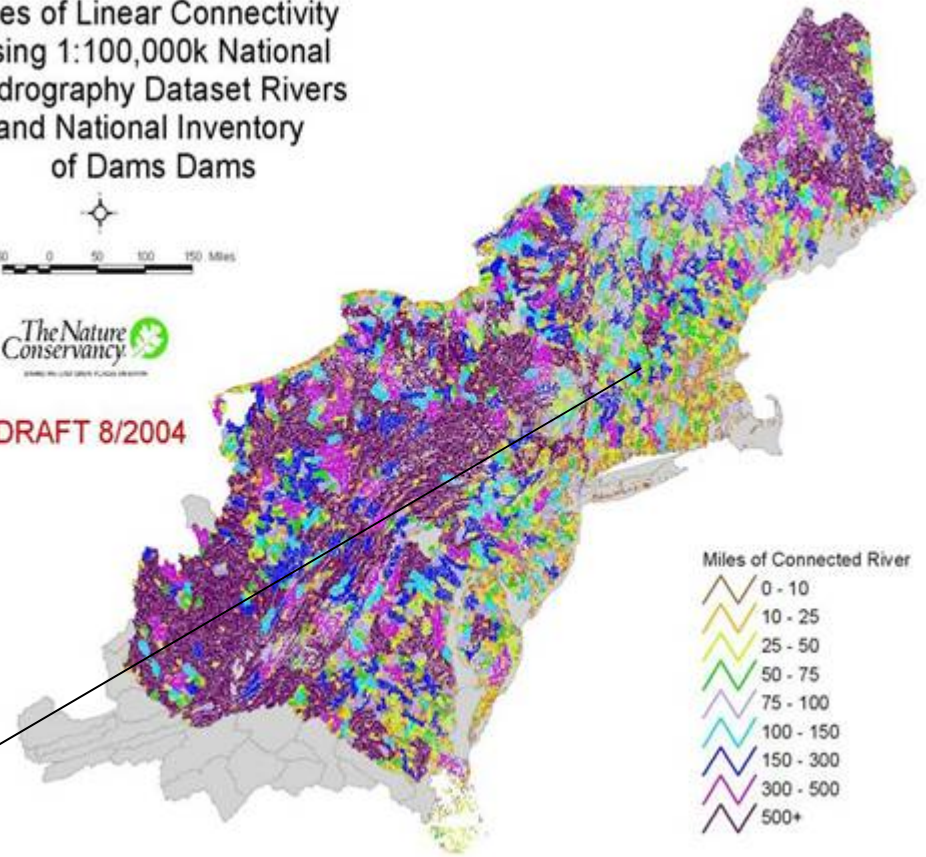 es of Linear Connectivity
sing 1:100,000k National
drography Dataset Rivers
and National Inventory
of Dams Dams
0 50 100 150 Miles
The Nature
Conservancy
DRAFT 8/2004
Miles of Connected River
0 - 10
10 - 25
25 - 50
50 - 75
75 - 100
100 - 150
150 - 300
300 - 500
500+